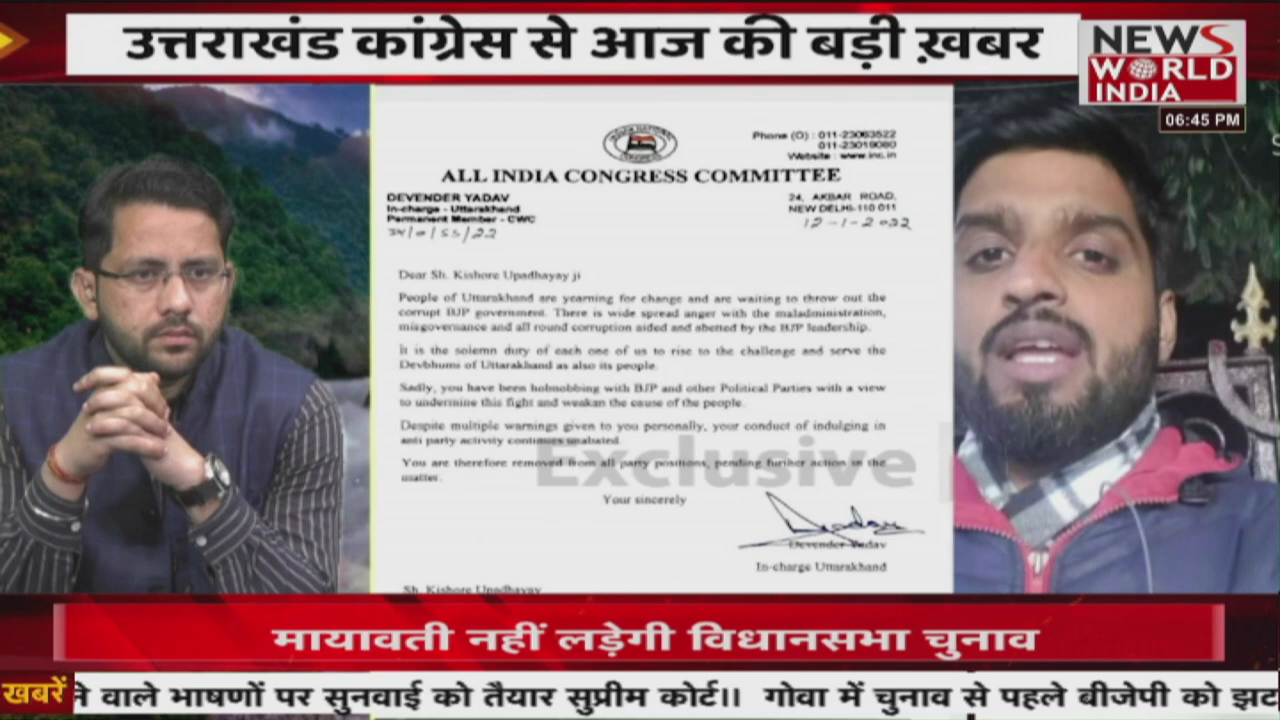 उत्तराखंड कांग्रेस से आज की बड़ी ख़बर
NEWS
WORLD
INDIA
06:45 PM
INDIAN NATIONAL
CONGRESS
Phone (O) : 011-23063522
011-23019080
Website : www.inc.in
ALL INDIA CONGRESS COMMITTEE
DEVENDER YADAV
In-charge - Uttarakhand
Permanent Member - CWC
24, AKBAR ROAD,
NEW DELHI-110 011
12-1-2022
Dear Sh. Kishore Upadhayay ji
People of Uttarakhand are yearning for change and are waiting to throw out the
corrupt BJP government. There is wide spread anger with the maladministration,
misgovernance and all round corruption aided and abetted by the BJP leadership.
It is the solemn duty of each one of us to rise to the challenge and serve the
Devbhumi of Uttarakhand as also its people.
Sadly, you have been hobnobbing with BJP and other Political Parties with a view
to undermine this fight and weakan the cause of the people.
Despite multiple warnings given to you personally, your conduct of indulging in
anti party activity continues unabated.
You are therefore removed from all party positions, pending further action in the
matter.
Exclusive
Your sincerely
Devender Yadav
In-charge Uttarakhand
Sh. Kishore Upadhayay
मायावती नहीं लड़ेगी विधानसभा चुनाव
खबरें
ने वाले भाषणों पर सुनवाई को तैयार सुप्रीम कोर्ट।। गोवा में चुनाव से पहले बीजेपी को झट